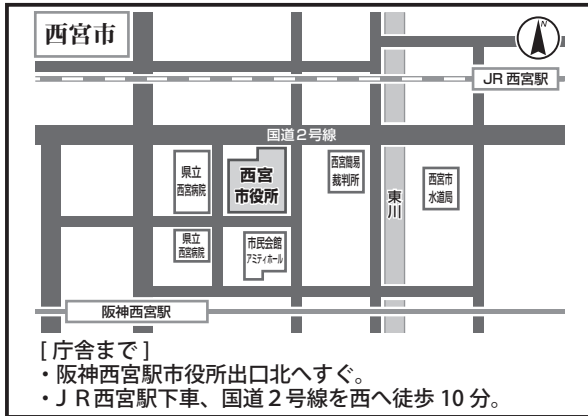 西宮市
N
JR 西宮駅
国道2号線
県立
西宮病院
西宮
市役所
西宮簡易
裁判所
東川
西宮市
水道局
県立
西宮病院
市民会館
アミティホール
阪神西宮駅
[ 庁舎まで ]
・阪神西宮駅市役所出口北へすぐ。
・ＪＲ西宮駅下車、国道２号線を西へ徒歩 10 分。